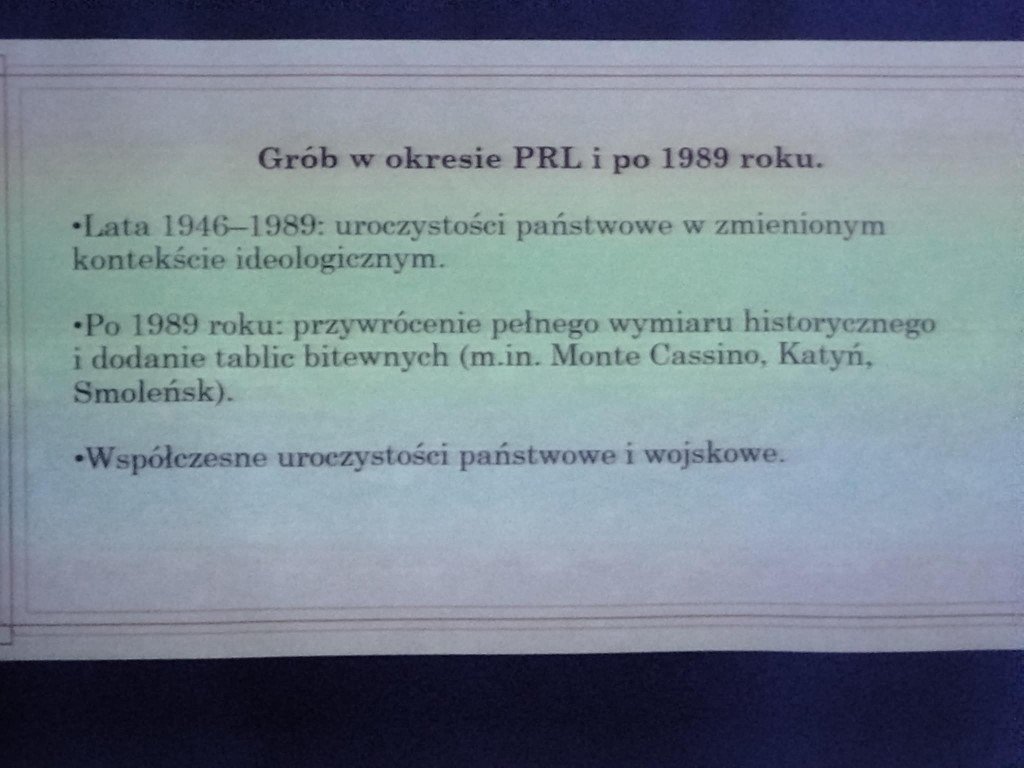 Grób w okresie PRL i po 1989 roku.
•Lata 1946–1989: uroczystości państwowe w zmienionym
kontekście ideologicznym.
•Po 1989 roku: przywrócenie pełnego wymiaru historycznego
i dodanie tablic bitewnych (m.in. Monte Cassino, Katyń,
Smoleńsk).
•Współczesne uroczystości państwowe i wojskowe.